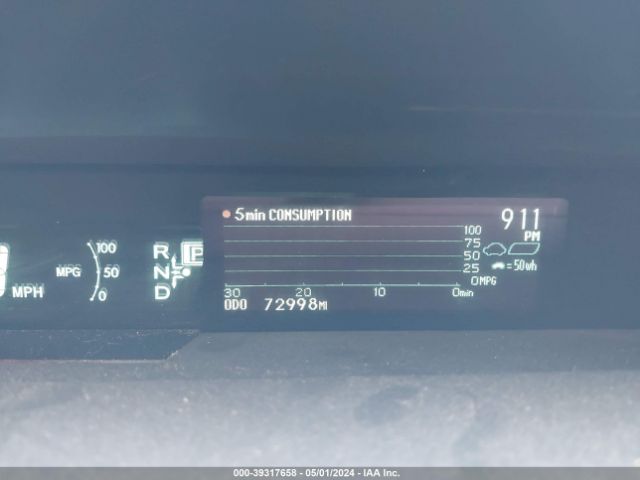 5min CONSUMPTION
911
PM
100
75
50
25
0MPG
=50wh
30 20 10 0min
ODO 72998MI
MPH
MPG
100
50
0
R
N
D
P
000-39317658 - 05/01/2024 - IAA Inc.